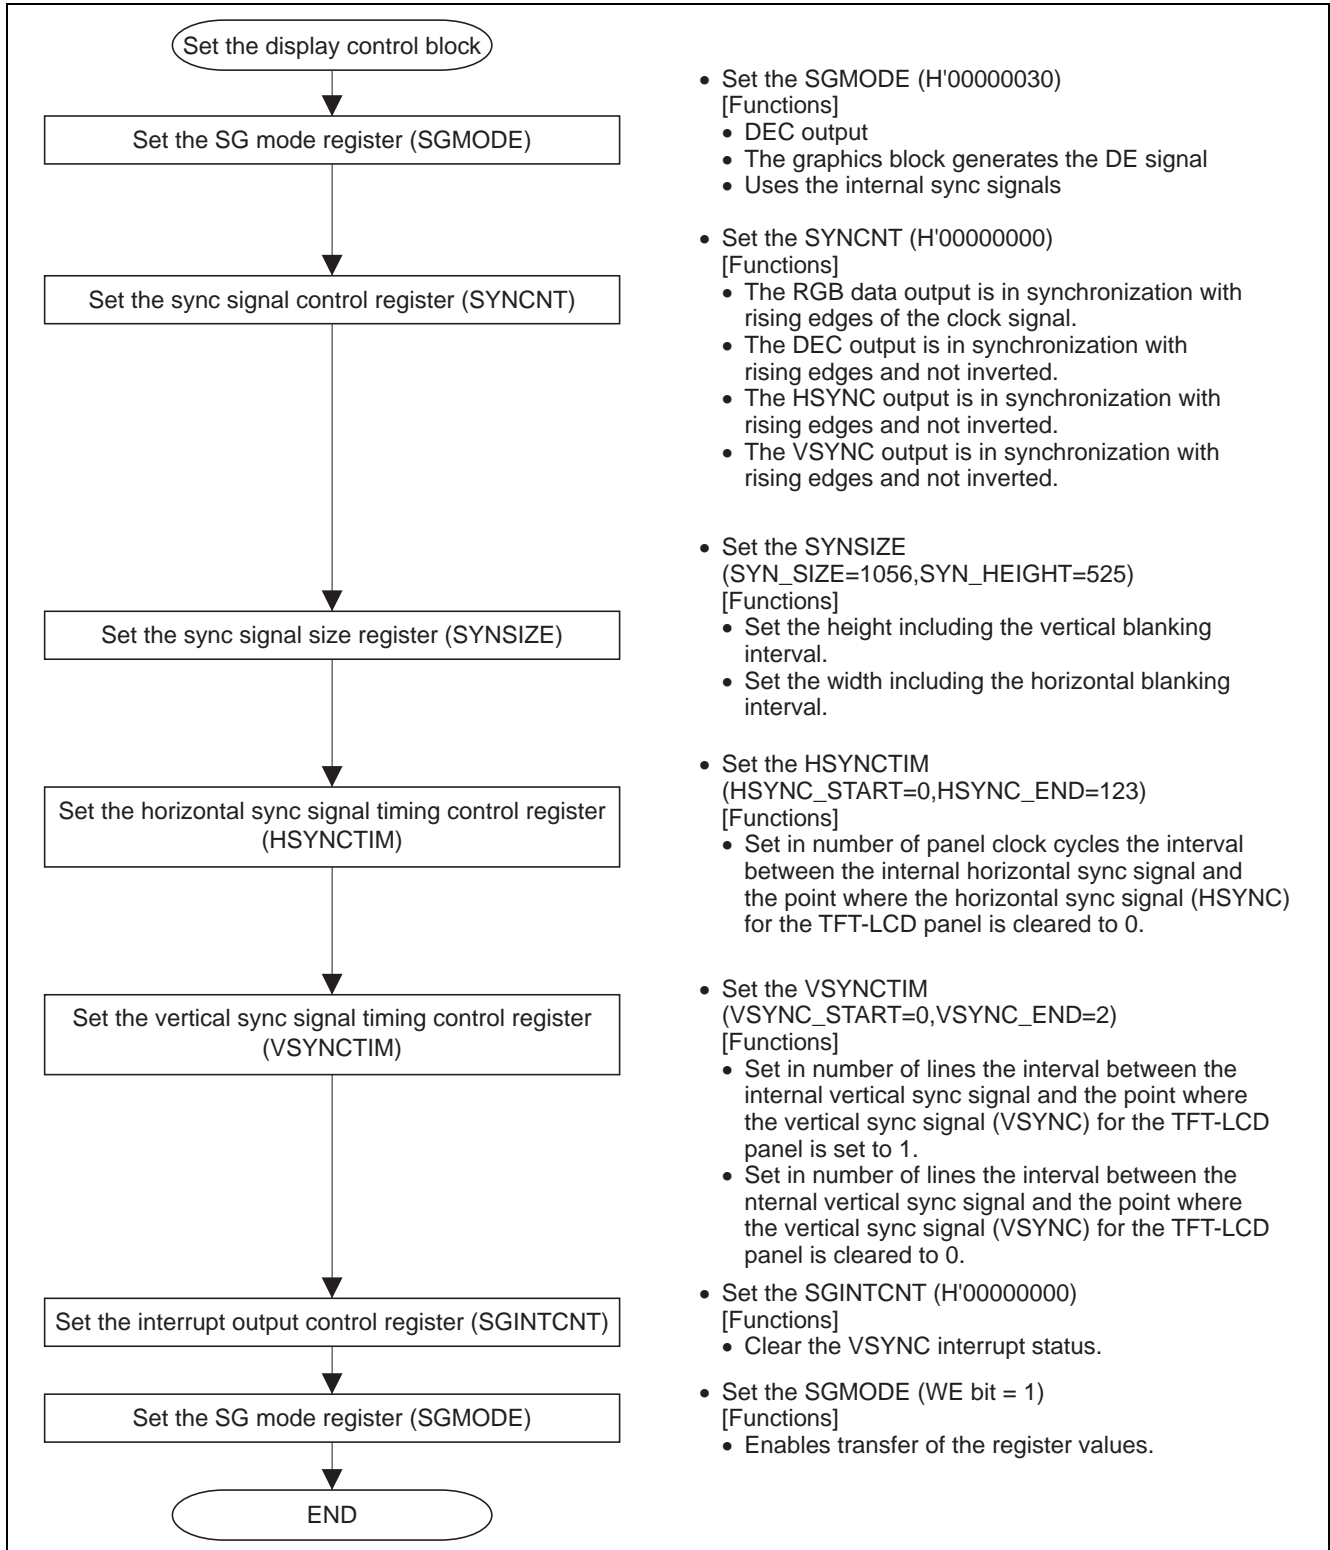 Set the display control block
Set the SG mode register (SGMODE)
• Set the SGMODE (H'00000030)
[Functions]
• DEC output
• The graphics block generates the DE signal
• Uses the internal sync signals
Set the sync signal control register (SYNCNT)
• Set the SYNCNT (H'00000000)
[Functions]
• The RGB data output is in synchronization with
rising edges of the clock signal.
• The DEC output is in synchronization with
rising edges and not inverted.
• The HSYNC output is in synchronization with
rising edges and not inverted.
• The VSYNC output is in synchronization with
rising edges and not inverted.
Set the sync signal size register (SYNSIZE)
• Set the SYNSIZE
(SYN_SIZE=1056,SYN_HEIGHT=525)
[Functions]
• Set the height including the vertical blanking
interval.
• Set the width including the horizontal blanking
interval.
Set the horizontal sync signal timing control register
(HSYNCTIM)
• Set the HSYNCTIM
(HSYNC_START=0,HSYNC_END=123)
[Functions]
• Set in number of panel clock cycles the interval
between the internal horizontal sync signal and
the point where the horizontal sync signal (HSYNC)
for the TFT-LCD panel is cleared to 0.
Set the vertical sync signal timing control register
(VSYNCTIM)
• Set the VSYNCTIM
(VSYNC_START=0,VSYNC_END=2)
[Functions]
• Set in number of lines the interval between the
internal vertical sync signal and the point where
the vertical sync signal (VSYNC) for the TFT-LCD
panel is set to 1.
• Set in number of lines the interval between the
nternal vertical sync signal and the point where
the vertical sync signal (VSYNC) for the TFT-LCD
panel is cleared to 0.
Set the interrupt output control register (SGINTCNT)
• Set the SGINTCNT (H'00000000)
[Functions]
• Clear the VSYNC interrupt status.
Set the SG mode register (SGMODE)
• Set the SGMODE (WE bit = 1)
[Functions]
• Enables transfer of the register values.
END